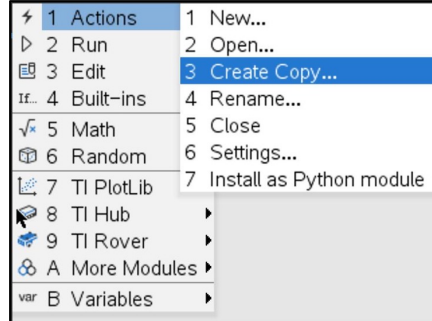 1 Actions
2 Run
3 Edit
If... 4 Built-ins
√× 5 Math
6 Random
7 TI PlotLib
8 TI Hub
9 TI Rover
A More Modules
var B Variables
1 New...
2 Open...
3 Create Copy...
4 Rename...
5 Close
6 Settings...
7 Install as Python module